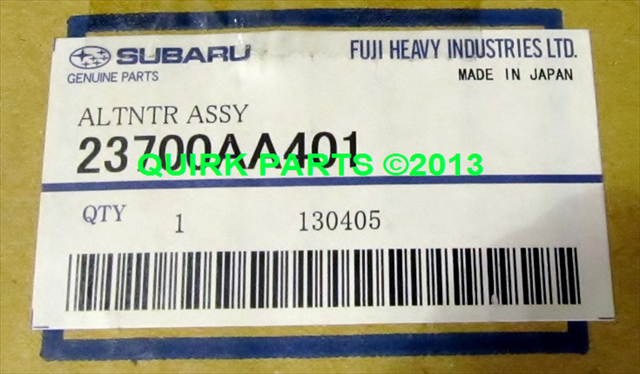 SUBARU
GENUINE PARTS
FUJI HEAVY INDUSTRIES LTD.
MADE IN JAPAN
ALTNTR ASSY
23700AA401
QUIRK PARTS ©2013
QTY 1 130405